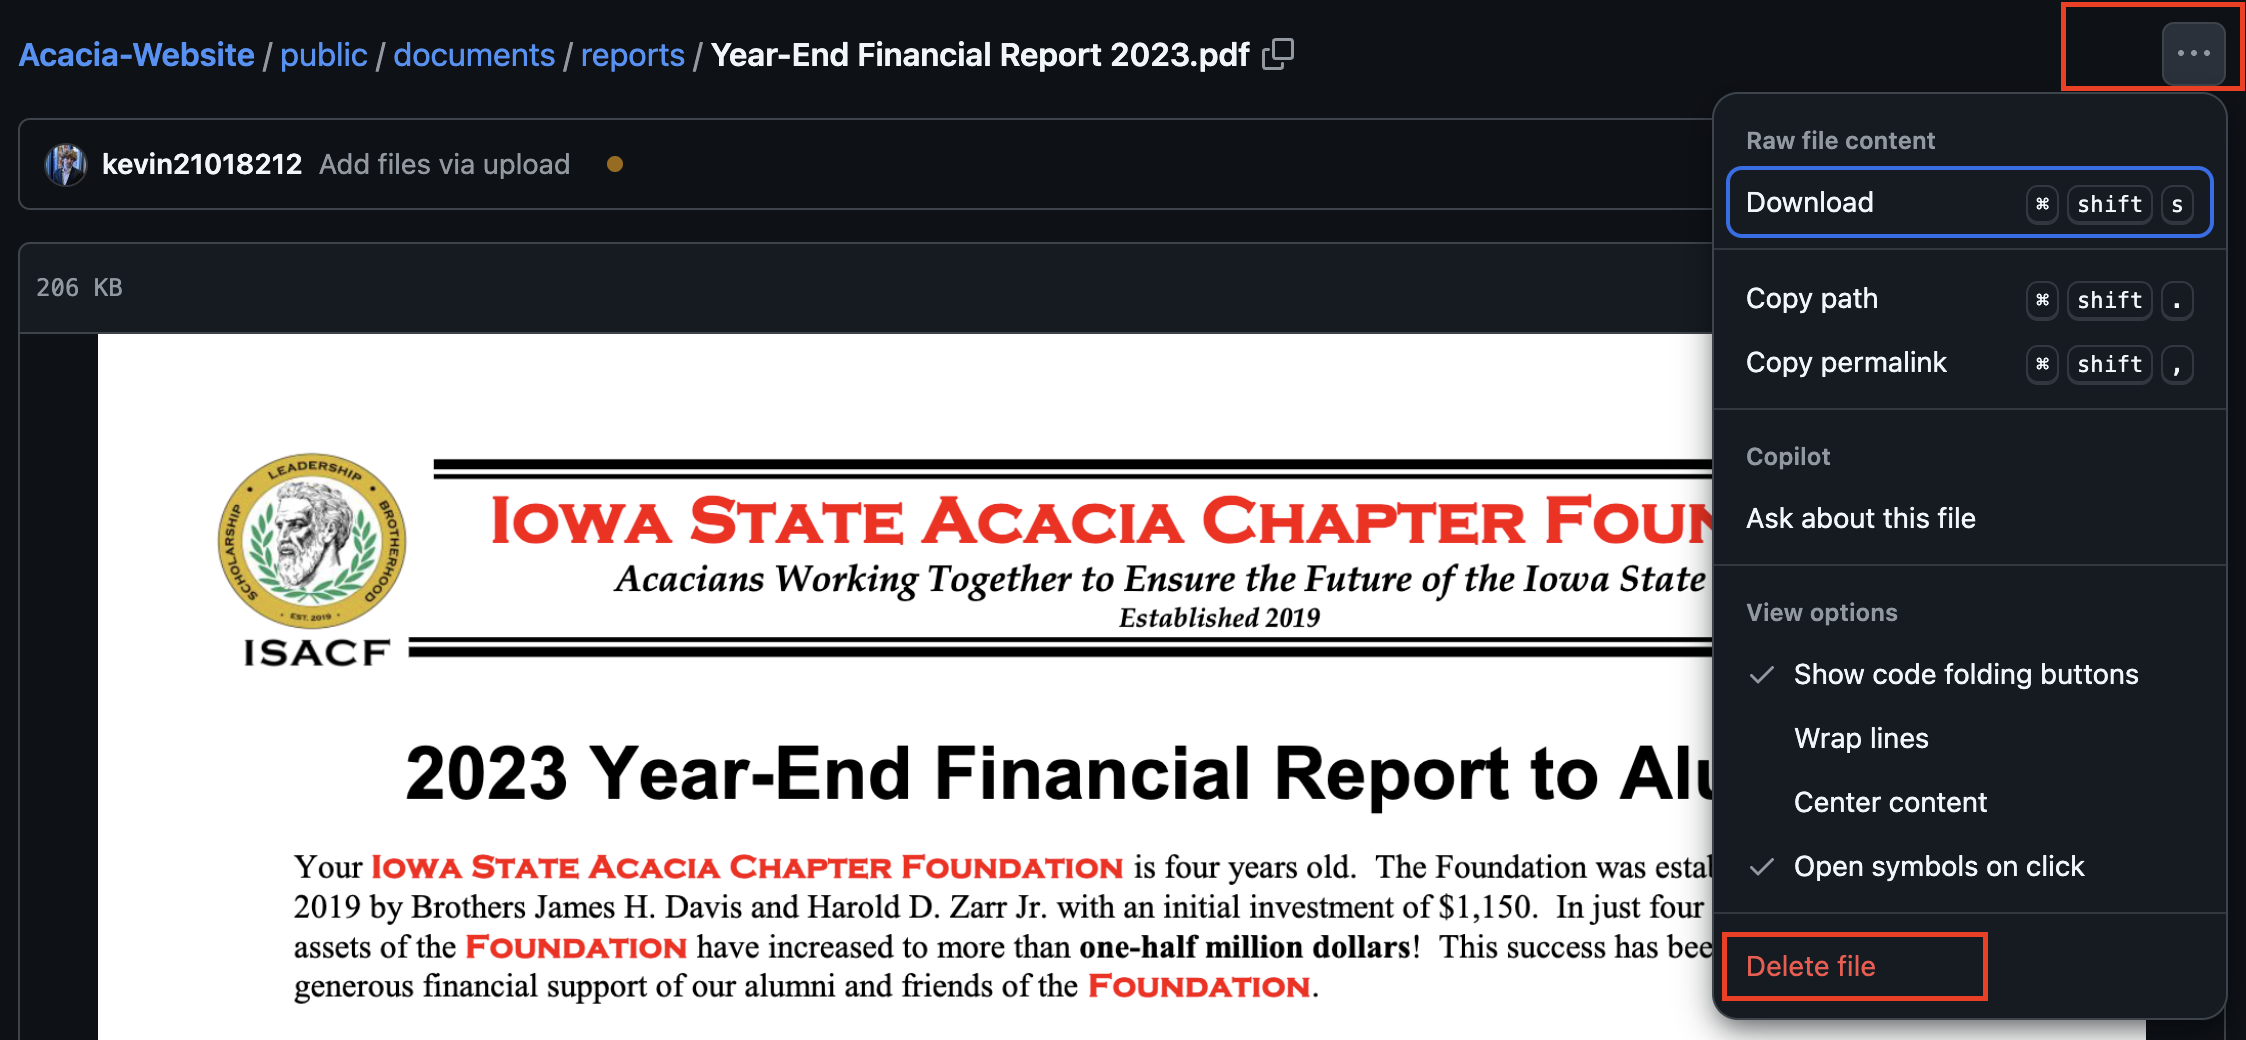 Acacia-Website / public / documents / reports / Year-End Financial Report 2023.pdf
...
kevin21018212 Add files via upload
206 KB
Raw file content
Download ⌘ shift s
Copy path ⌘ shift .
Copy permalink ⌘ shift ,
Copilot
Ask about this file
View options
Show code folding buttons
Wrap lines
Center content
Open symbols on click
Delete file
SCHOLARSHIP • LEADERSHIP • BROTHERHOOD
• EST. 2019 •
ISACF
IOWA STATE ACACIA CHAPTER FOUN
Acacians Working Together to Ensure the Future of the Iowa State
Established 2019
2023 Year-End Financial Report to Alu
Your IOWA STATE ACACIA CHAPTER FOUNDATION is four years old. The Foundation was estab
2019 by Brothers James H. Davis and Harold D. Zarr Jr. with an initial investment of $1,150. In just four
assets of the FOUNDATION have increased to more than one-half million dollars! This success has bee
generous financial support of our alumni and friends of the FOUNDATION.